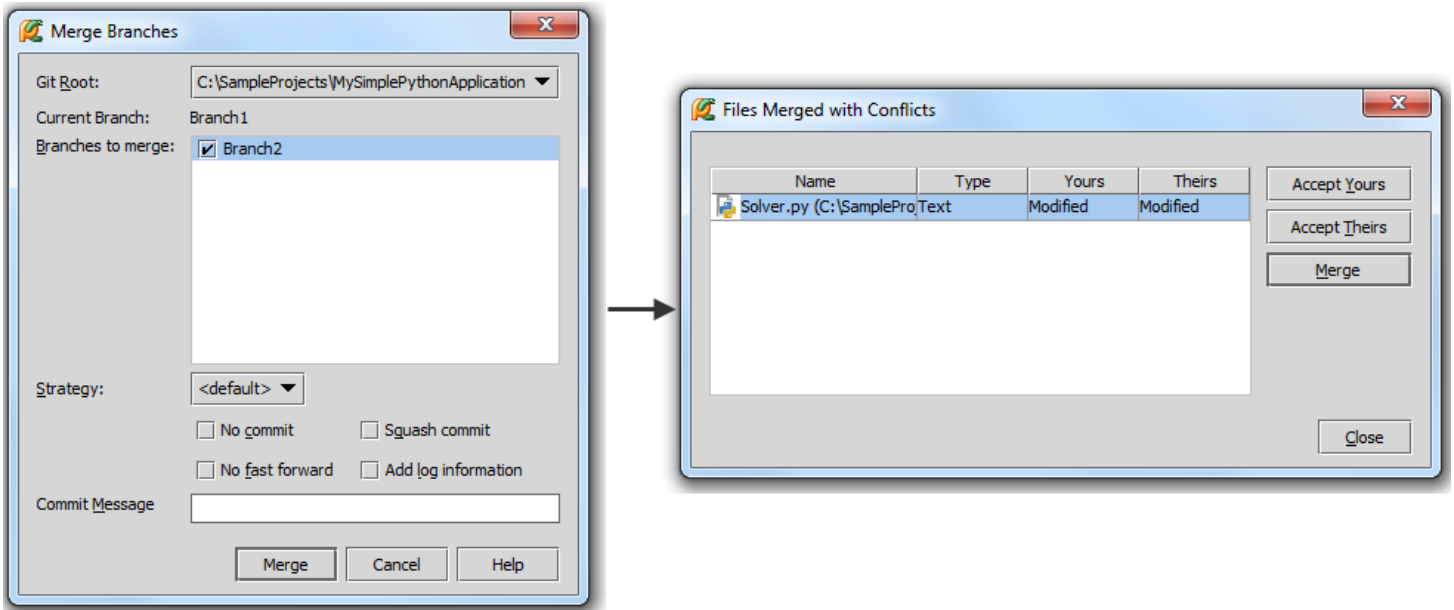 Merge Branches
Git Root: C:\SampleProjects\MySimplePythonApplication
Current Branch: Branch1
Branches to merge: Branch2
Strategy: <default>
No commit Squash commit
No fast forward Add log information
Commit Message
Merge Cancel Help
Files Merged with Conflicts
Name Type Yours Theirs
Solver.py (C:\SamplePro Text Modified Modified
Accept Yours
Accept Theirs
Merge
Close